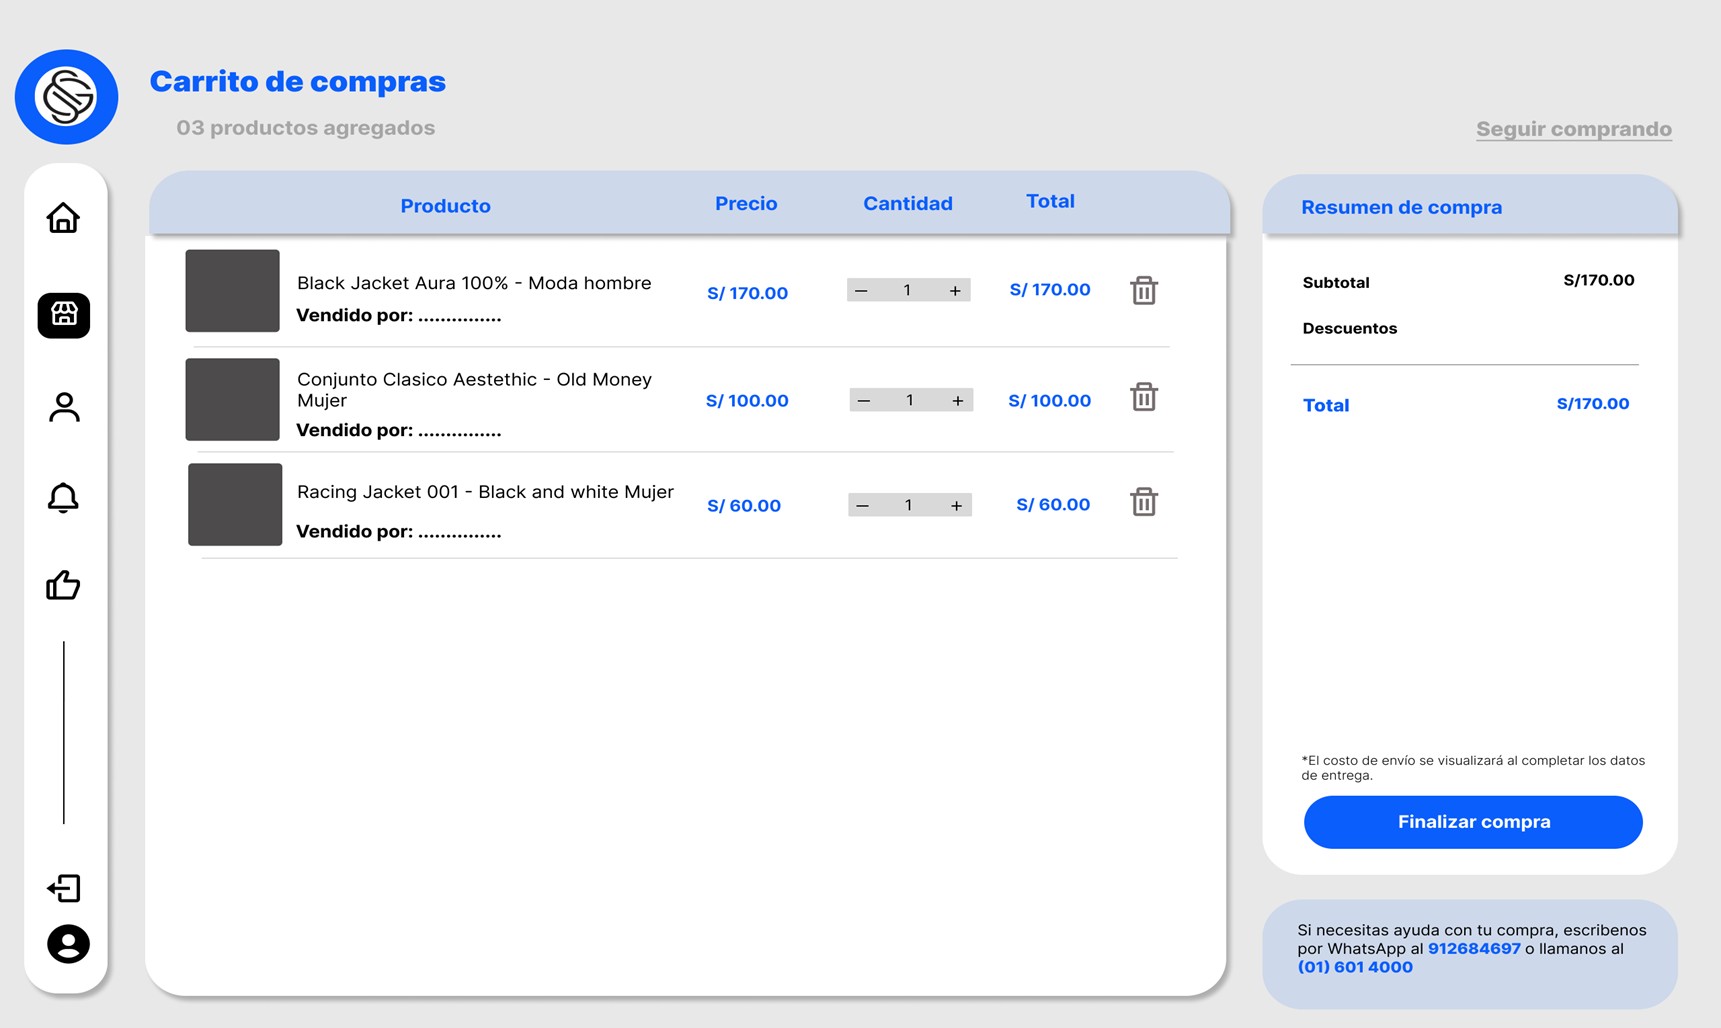 Carrito de compras
03 productos agregados
Seguir comprando
Producto
Precio
Cantidad
Total
Black Jacket Aura 100% - Moda hombre
Vendido por: ...............
S/ 170.00
— 1 +
S/ 170.00
Conjunto Clasico Aestethic - Old Money
Mujer
Vendido por: ...............
S/ 100.00
— 1 +
S/ 100.00
Racing Jacket 001 - Black and white Mujer
Vendido por: ...............
S/ 60.00
— 1 +
S/ 60.00
Resumen de compra
Subtotal
S/170.00
Descuentos
Total
S/170.00
*El costo de envío se visualizará al completar los datos
de entrega.
Finalizar compra
Si necesitas ayuda con tu compra, escribenos
por WhatsApp al 912684697 o llamanos al
(01) 601 4000